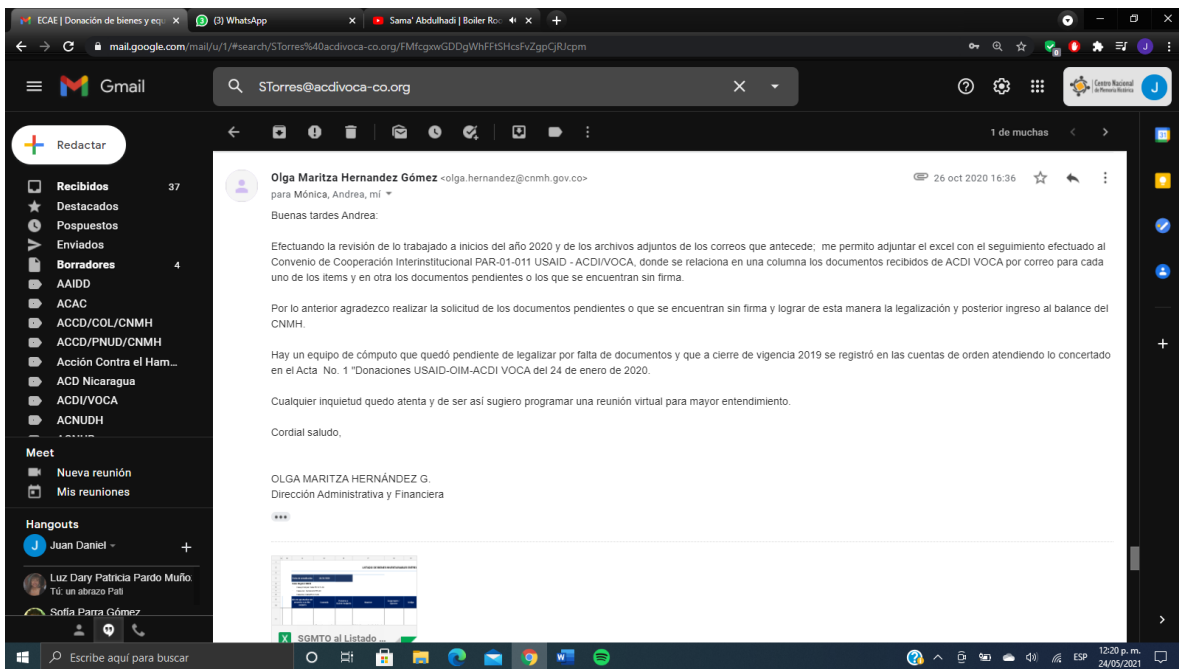 ECAE | Donación de bienes y equ
(3) WhatsApp
Sama' Abdulhadi | Boiler Roo
mail.google.com/mail/u/1/#search/STorres%40acdivoca-co.org/FMfcgxwGDDgWhFFtSHcsFvZgpCjRJcpm
Gmail
STorres@acdivoca-co.org
Centro Nacional
de Memoria Histórica
J
Redactar
1 de muchas
Recibidos 37
Destacados
Pospuestos
Enviados
Borradores 4
AAIDD
ACAC
ACCD/COL/CNMH
ACCD/PNUD/CNMH
Acción Contra el Ham...
ACD Nicaragua
ACDI/VOCA
ACNUDH
Meet
Nueva reunión
Mis reuniones
Hangouts
J Juan Daniel
Luz Dary Patricia Pardo Muño:
Tú: un abrazo Pati
Sofía Parra Gómez
Olga Maritza Hernandez Gómez <olga.hernandez@cnmh.gov.co>
26 oct 2020 16:36
para Mónica, Andrea, mí
Buenas tardes Andrea:
Efectuando la revisión de lo trabajado a inicios del año 2020 y de los archivos adjuntos de los correos que antecede; me permito adjuntar el excel con el seguimiento efectuado al
Convenio de Cooperación Interinstitucional PAR-01-011 USAID - ACDI/VOCA, donde se relaciona en una columna los documentos recibidos de ACDI VOCA por correo para cada
uno de los items y en otra los documentos pendientes o los que se encuentran sin firma.
Por lo anterior agradezco realizar la solicitud de los documentos pendientes o que se encuentran sin firma y lograr de esta manera la legalización y posterior ingreso al balance del
CNMH.
Hay un equipo de cómputo que quedó pendiente de legalizar por falta de documentos y que a cierre de vigencia 2019 se registró en las cuentas de orden atendiendo lo concertado
en el Acta No. 1 "Donaciones USAID-OIM-ACDI VOCA del 24 de enero de 2020.
Cualquier inquietud quedo atenta y de ser así sugiero programar una reunión virtual para mayor entendimiento.
Cordial saludo,
OLGA MARITZA HERNÁNDEZ G.
Dirección Administrativa y Financiera
SGMTO al Listado ...
Escribe aquí para buscar
ESP
12:20 p. m.
24/05/2021